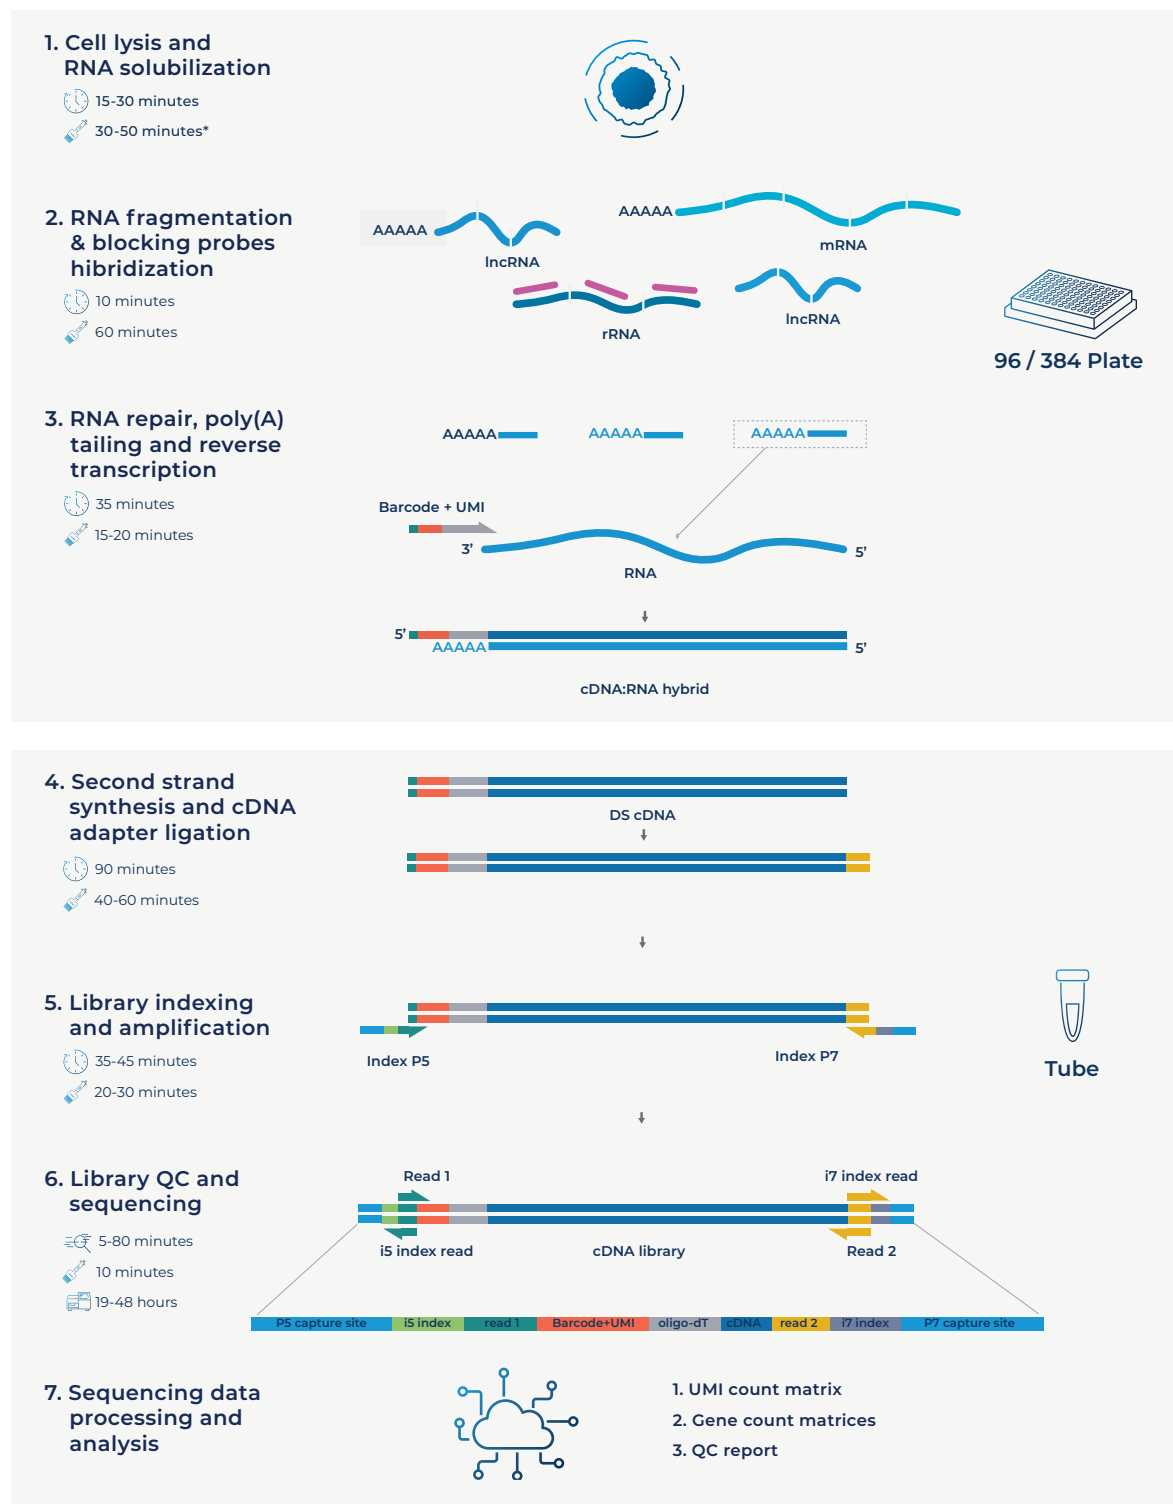 1. Cell lysis and
RNA solubilization
15-30 minutes
30-50 minutes*
2. RNA fragmentation
& blocking probes
hibridization
10 minutes
60 minutes
AAAAA
lncRNA
AAAAA
mRNA
rRNA
lncRNA
96 / 384 Plate
3. RNA repair, poly(A)
tailing and reverse
transcription
35 minutes
15-20 minutes
AAAAA
AAAAA
AAAAA
Barcode + UMI
3’
5’
RNA
5’
AAAAA
5’
cDNA:RNA hybrid
4. Second strand
synthesis and cDNA
adapter ligation
90 minutes
40-60 minutes
DS cDNA
5. Library indexing
and amplification
35-45 minutes
20-30 minutes
Index P5
Index P7
Tube
6. Library QC and
sequencing
5-80 minutes
10 minutes
19-48 hours
Read 1
i7 index read
i5 index read
cDNA library
Read 2
P5 capture site
i5 index
read 1
Barcode+UMI
oligo-dT
cDNA
read 2
i7 index
P7 capture site
7. Sequencing data
processing and
analysis
1. UMI count matrix
2. Gene count matrices
3. QC report